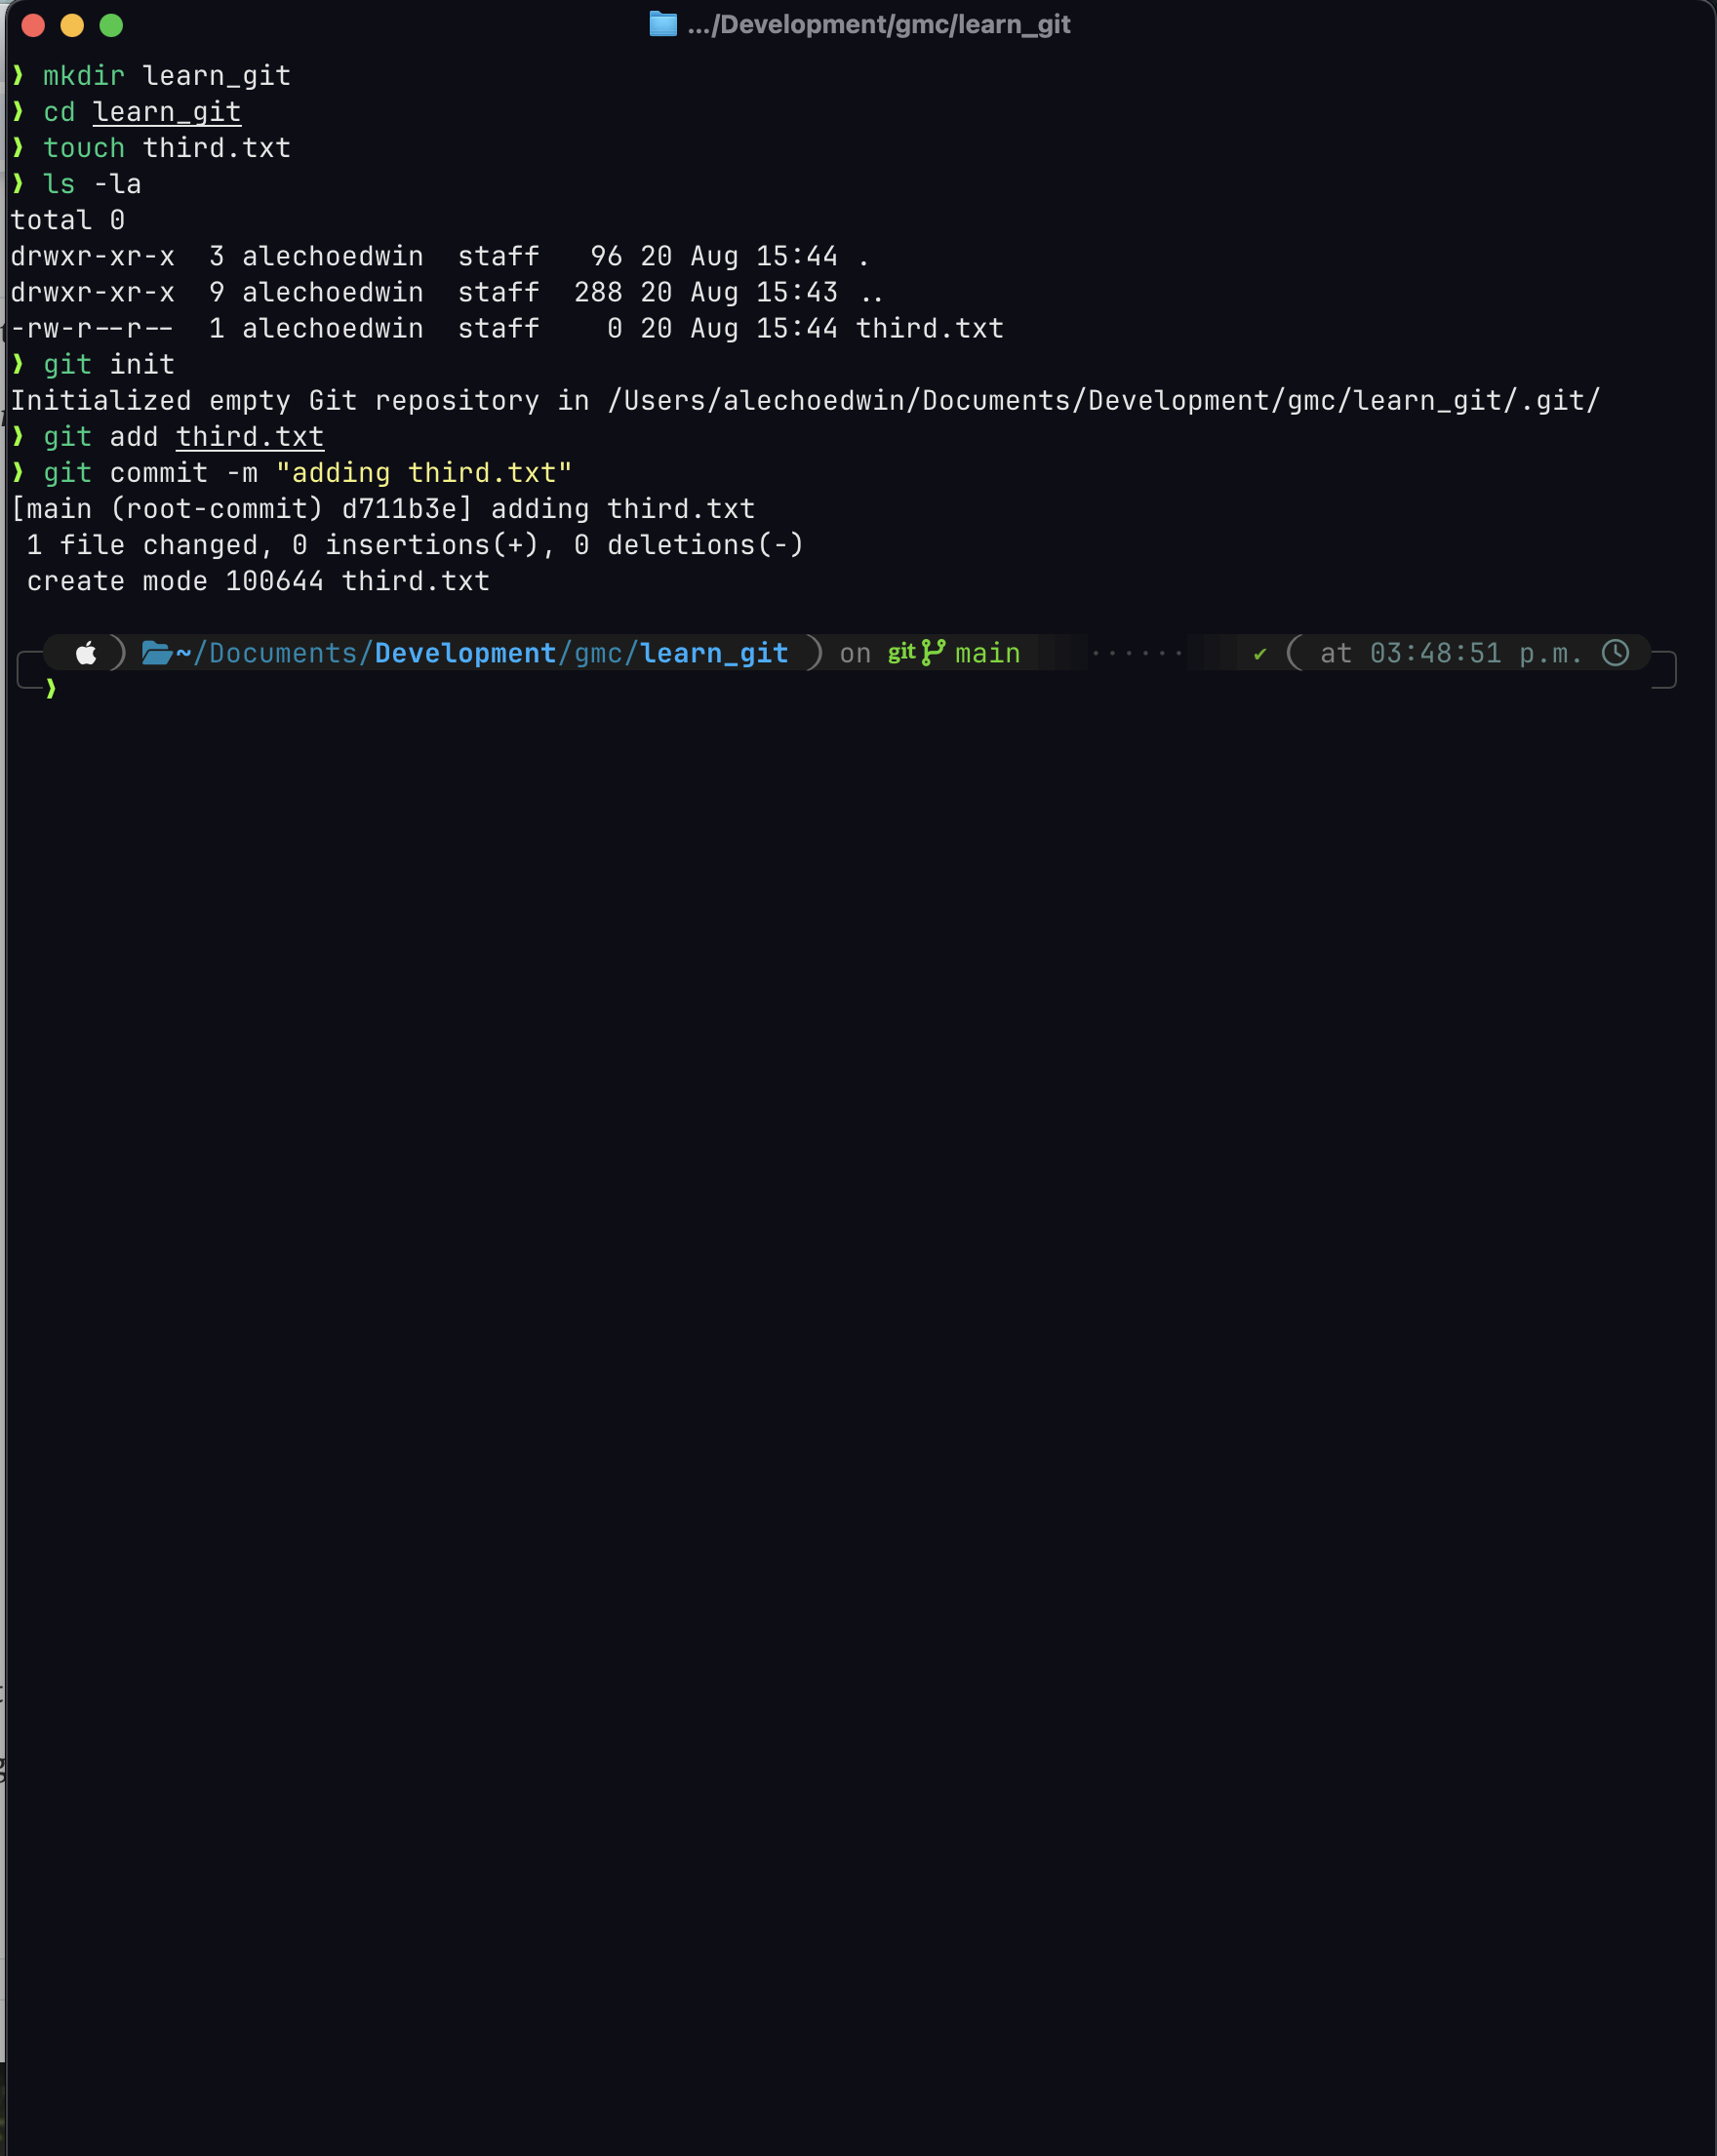 .../Development/gmc/learn_git
❯ mkdir learn_git
❯ cd learn_git
❯ touch third.txt
❯ ls -la
total 0
drwxr-xr-x  3 alechoedwin  staff   96 20 Aug 15:44 .
drwxr-xr-x  9 alechoedwin  staff  288 20 Aug 15:43 ..
-rw-r--r--  1 alechoedwin  staff    0 20 Aug 15:44 third.txt
❯ git init
Initialized empty Git repository in /Users/alechoedwin/Documents/Development/gmc/learn_git/.git/
❯ git add third.txt
❯ git commit -m "adding third.txt"
[main (root-commit) d711b3e] adding third.txt
 1 file changed, 0 insertions(+), 0 deletions(-)
 create mode 100644 third.txt
~/Documents/Development/gmc/learn_git ) on git main ······ ✔ ( at 03:48:51 p.m.
❯